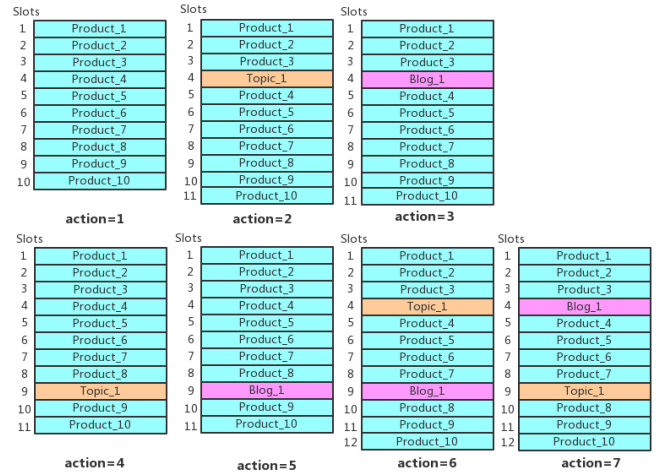 Slots
1 Product_1
2 Product_2
3 Product_3
4 Product_4
5 Product_5
6 Product_6
7 Product_7
8 Product_8
9 Product_9
10 Product_10
action=1
Slots
1 Product_1
2 Product_2
3 Product_3
4 Topic_1
5 Product_4
6 Product_5
7 Product_6
8 Product_7
9 Product_8
10 Product_9
11 Product_10
action=2
Slots
1 Product_1
2 Product_2
3 Product_3
4 Blog_1
5 Product_4
6 Product_5
7 Product_6
8 Product_7
9 Product_8
10 Product_9
11 Product_10
action=3
Slots
1 Product_1
2 Product_2
3 Product_3
4 Product_4
5 Product_5
6 Product_6
7 Product_7
8 Product_8
9 Topic_1
10 Product_9
11 Product_10
action=4
Slots
1 Product_1
2 Product_2
3 Product_3
4 Product_4
5 Product_5
6 Product_6
7 Product_7
8 Product_8
9 Blog_1
10 Product_9
11 Product_10
action=5
Slots
1 Product_1
2 Product_2
3 Product_3
4 Topic_1
5 Product_4
6 Product_5
7 Product_6
8 Product_7
9 Blog_1
10 Product_8
11 Product_9
12 Product_10
action=6
Slots
1 Product_1
2 Product_2
3 Product_3
4 Blog_1
5 Product_4
6 Product_5
7 Product_6
8 Product_7
9 Topic_1
10 Product_8
11 Product_9
12 Product_10
action=7